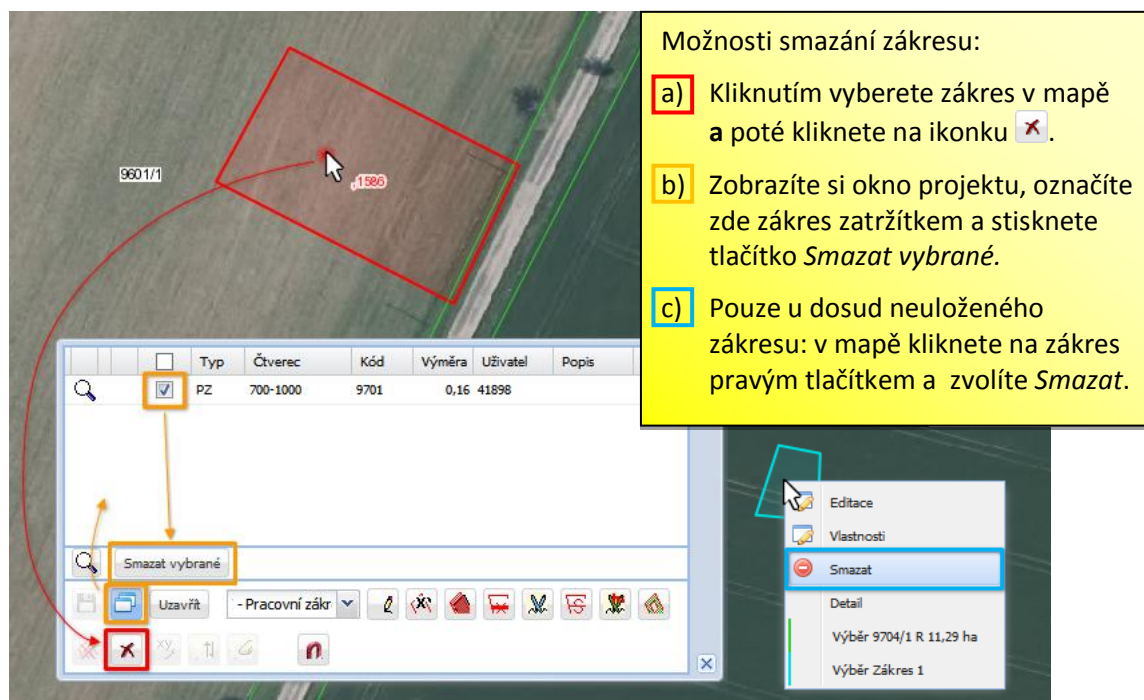 Možnosti smazání zákresu:
a) Kliknutím vyberete zákres v mapě
a poté kliknete na ikonku .
b) Zobrazíte si okno projektu, označíte
zde zákres zatržítkem a stisknete
tlačítko Smazat vybrané.
c) Pouze u dosud neuloženého
zákresu: v mapě kliknete na zákres
pravým tlačítkem a zvolíte Smazat.
9601/1
,1586
Typ Čtverec Kód Výměra Uživatel Popis
PZ 700-1000 9701 0,16 41898
Smazat vybrané
Uzavřít - Pracovní zákr
xy
Editace
Vlastnosti
Smazat
Detail
Výběr 9704/1 R 11,29 ha
Výběr Zákres 1